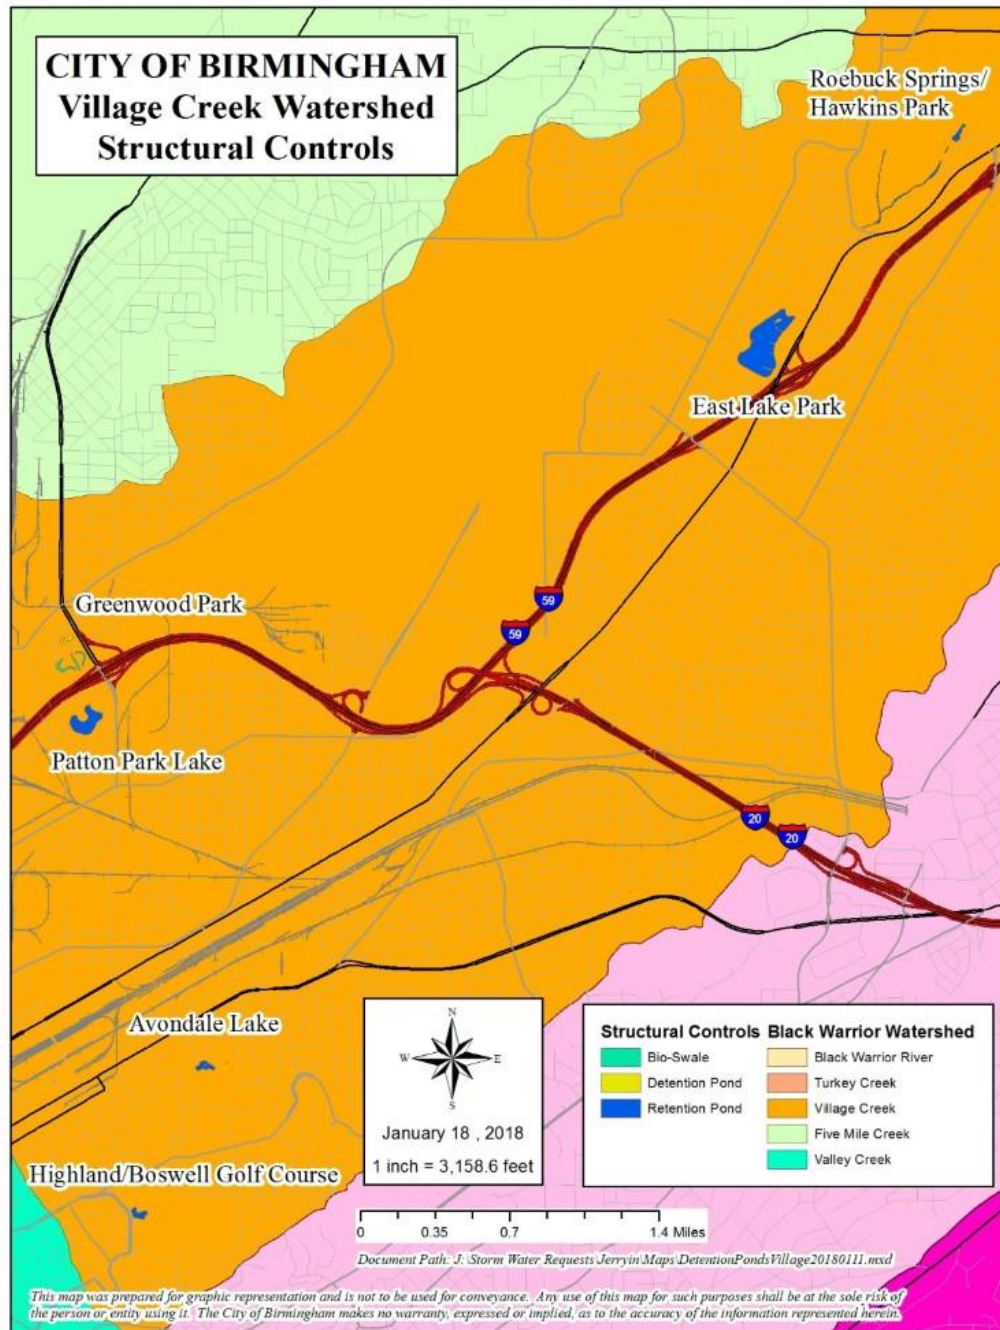 CITY OF BIRMINGHAM
Village Creek Watershed
Structural Controls
Roebuck Springs/
Hawkins Park
East Lake Park
Greenwood Park
59
59
Patton Park Lake
20
20
Avondale Lake
Highland/Boswell Golf Course
N
W E
S
January 18 , 2018
1 inch = 3,158.6 feet
Structural Controls
Bio-Swale
Detention Pond
Retention Pond
Black Warrior Watershed
Black Warrior River
Turkey Creek
Village Creek
Five Mile Creek
Valley Creek
0 0.35 0.7 1.4 Miles
Document Path: J:\Storm Water Requests\Jerryin\Maps\DetentionPondsVillage20180111.mxd
This map was prepared for graphic representation and is not to be used for conveyance. Any use of this map for such purposes shall be at the sole risk of
the person or entity using it. The City of Birmingham makes no warranty, expressed or implied, as to the accuracy of the information represented herein.